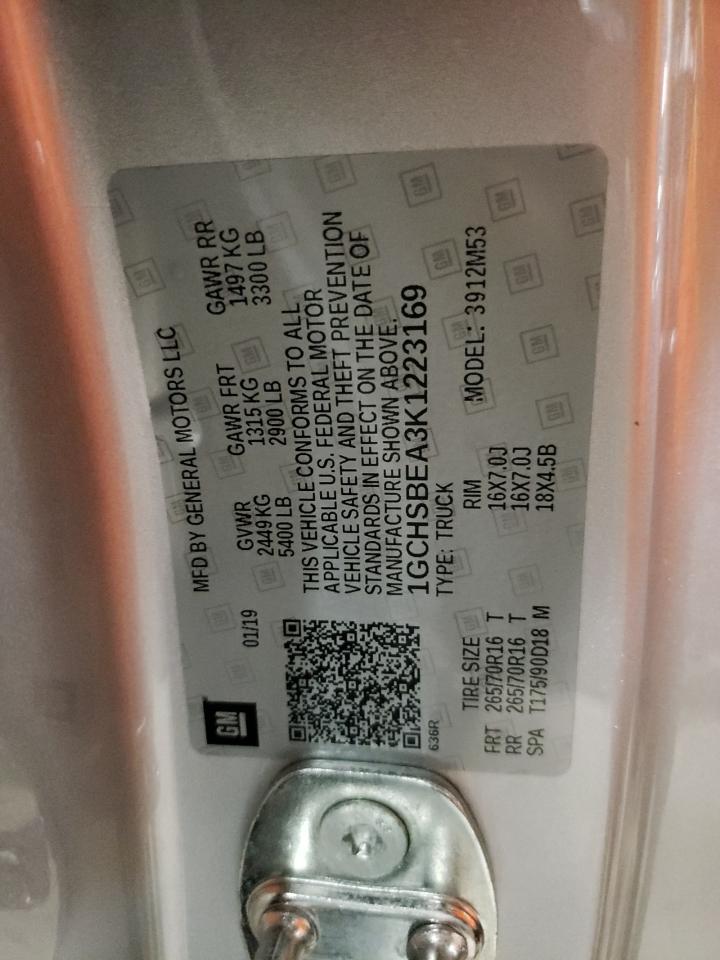 GM
MFD BY GENERAL MOTORS LLC
01/19
GVWR GAWR FRT GAWR RR
2449KG 1315 KG 1497 KG
5400 LB 2900 LB 3300 LB
THIS VEHICLE CONFORMS TO ALL
APPLICABLE U.S. FEDERAL MOTOR
VEHICLE SAFETY AND THEFT PREVENTION
STANDARDS IN EFFECT ON THE DATE OF
MANUFACTURE SHOWN ABOVE.
1GCHSBEA3K1223169
636R
TYPE: TRUCK
TIRE SIZE RIM MODEL: 3912M53
FRT 265/70R16 T 16X7.0J
RR 265/70R16 T 16X7.0J
SPA T175/90D18 M 18X4.5B